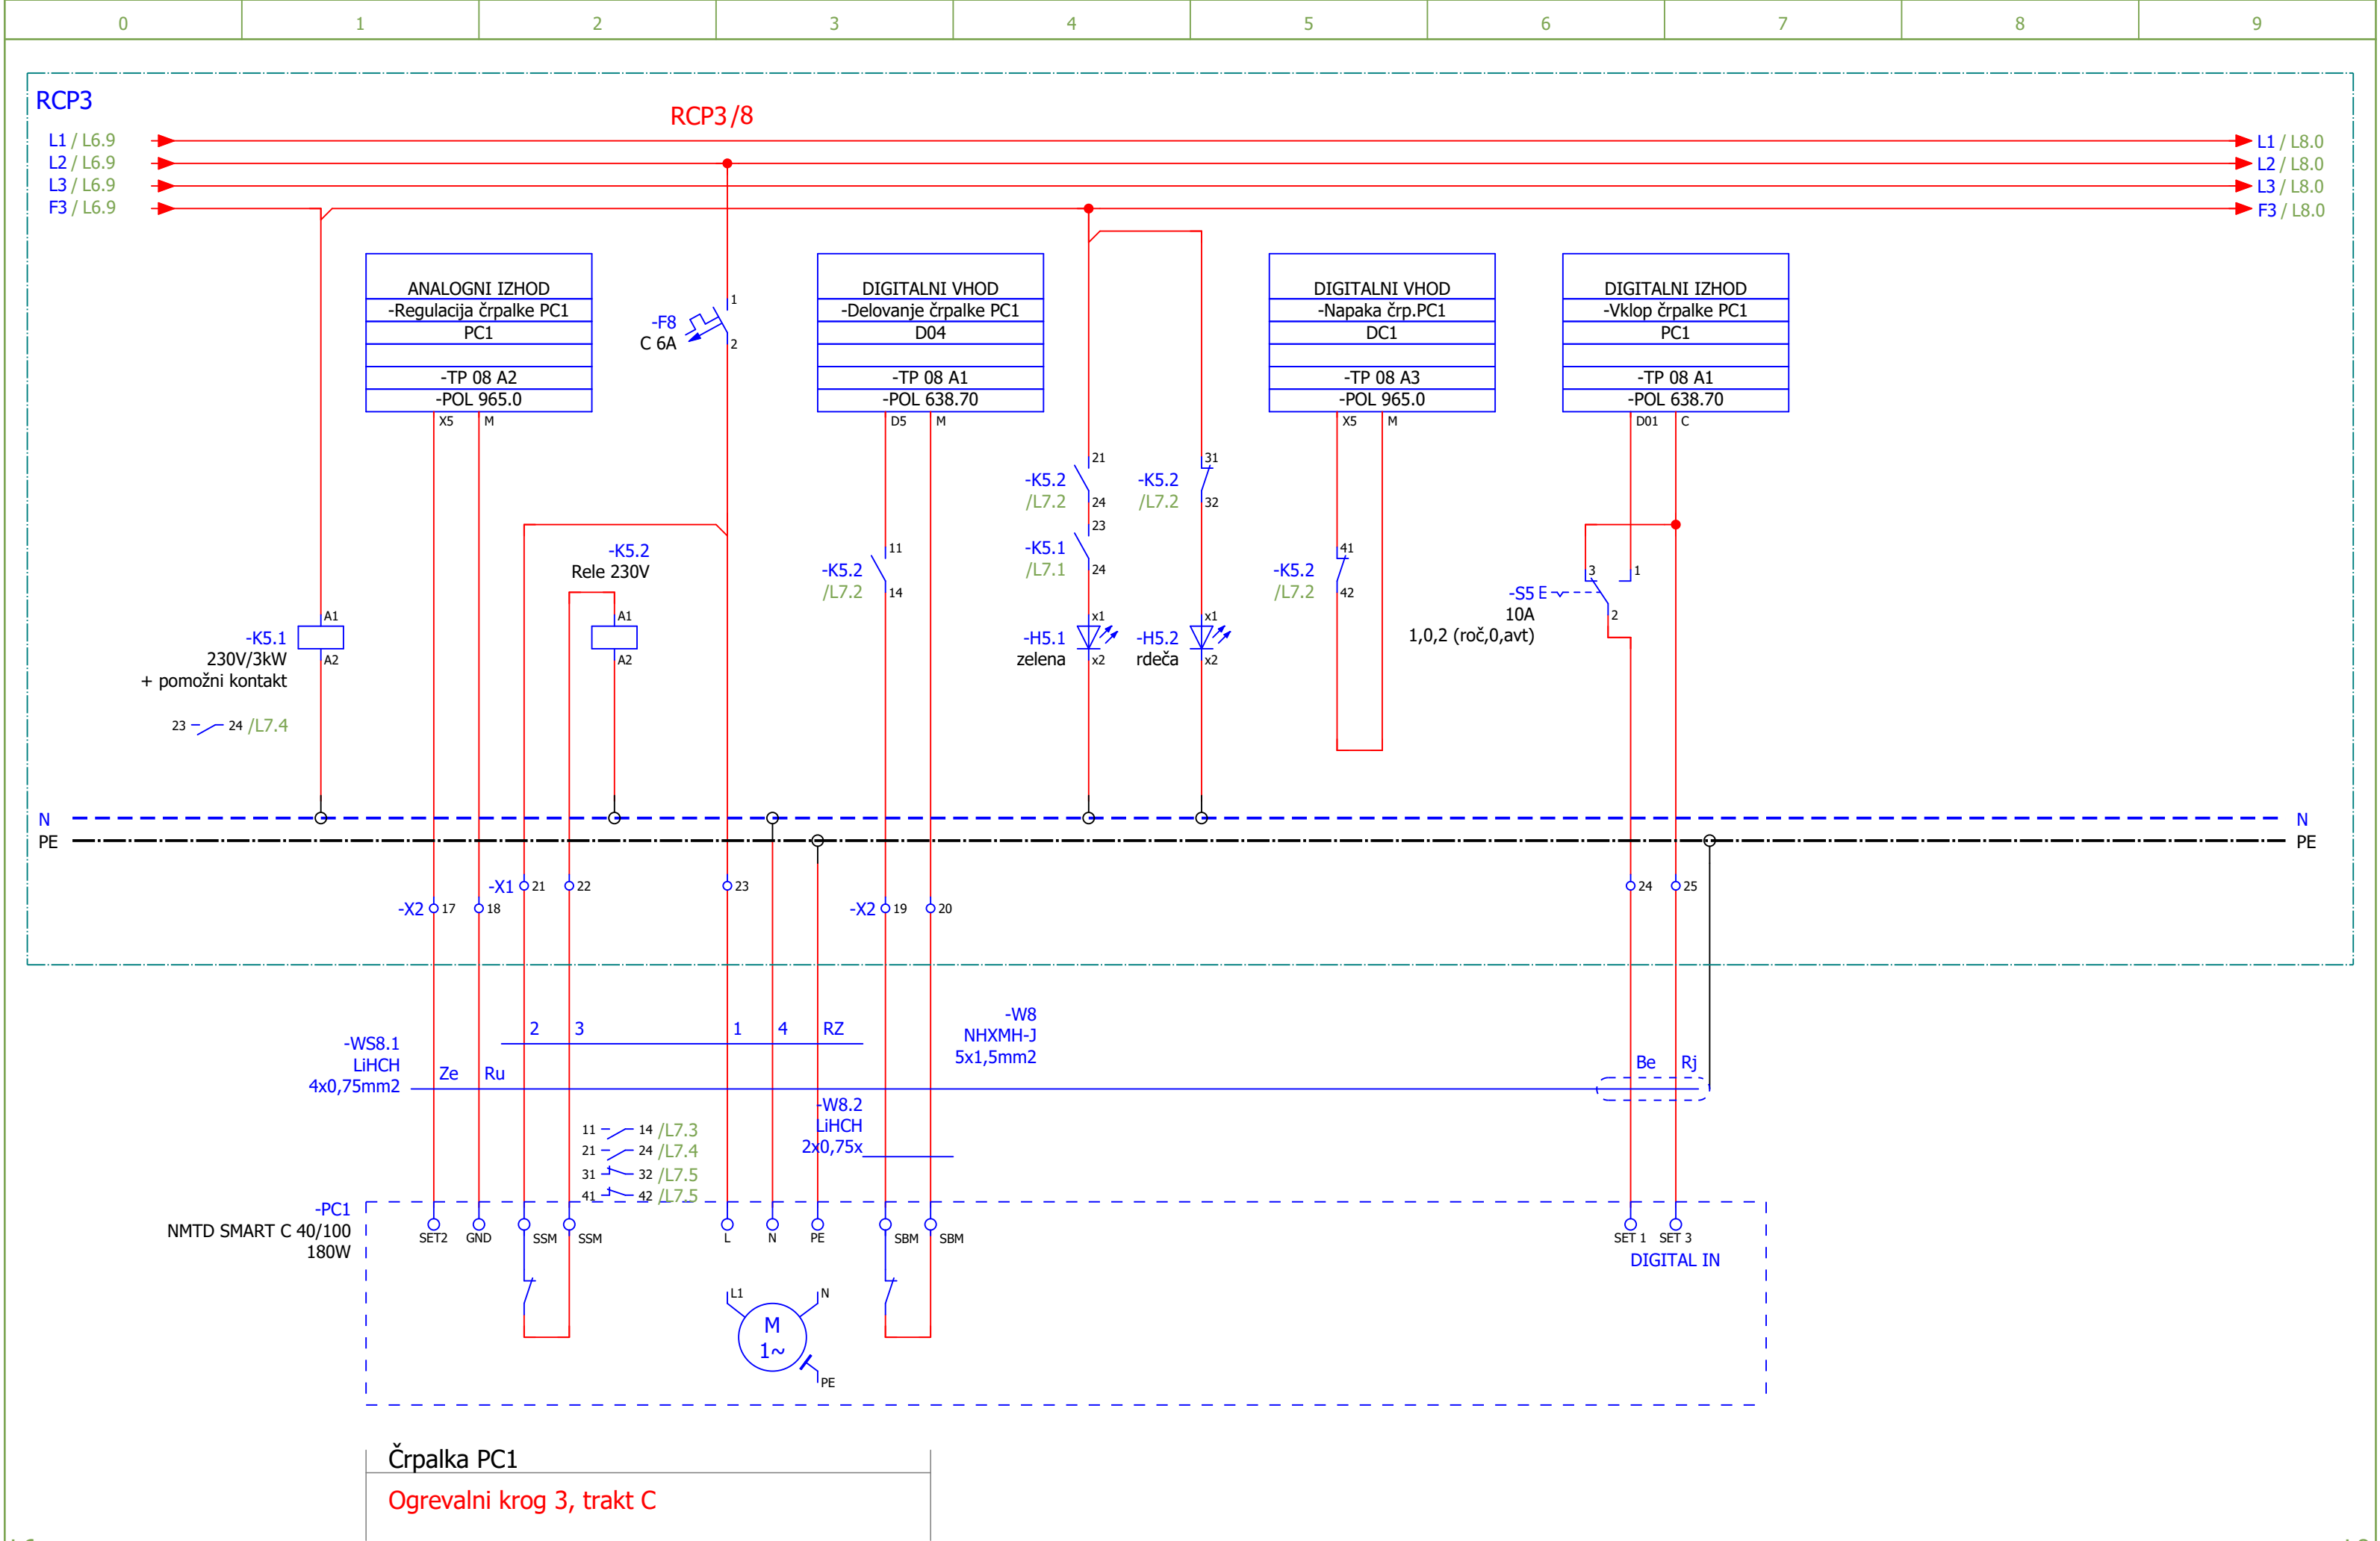 0 1 2 3 4 5 6 7 8 9
RCP3
RCP3/8
L1 / L6.9
L2 / L6.9
L3 / L6.9
F3 / L6.9
L1 / L8.0
L2 / L8.0
L3 / L8.0
F3 / L8.0
ANALOGNI IZHOD
-Regulacija črpalke PC1
PC1
-TP 08 A2
-POL 965.0
X5 M
1
-F8
C 6A
2
DIGITALNI VHOD
-Delovanje črpalke PC1
D04
-TP 08 A1
-POL 638.70
D5 M
DIGITALNI VHOD
-Napaka črp.PC1
DC1
-TP 08 A3
-POL 965.0
X5 M
DIGITALNI IZHOD
-Vklop črpalke PC1
PC1
-TP 08 A1
-POL 638.70
D01 C
21
-K5.2
/L7.2
24
23
-K5.1
/L7.1
24
31
-K5.2
/L7.2
32
-K5.2
Rele 230V
A1
A2
11
-K5.2
/L7.2
14
41
-K5.2
/L7.2
42
3 1
-S5
10A
2
1,0,2 (roč,0,avt)
A1
-K5.1
230V/3kW
A2
+ pomožni kontakt
23 24 /L7.4
x1
-H5.1
zelena
x2
x1
-H5.2
rdeča
x2
N N
PE PE
-X1 21 22 23 24 25
-X2 17 18
-X2 19 20
-W8
NHXMH-J
5x1,5mm2
2 3 1 4 RZ
-WS8.1
LiHCH
4x0,75mm2
Ze Ru Be Rj
-W8.2
LiHCH
2x0,75x
11 14 /L7.3
21 24 /L7.4
31 32 /L7.5
41 42 /L7.5
-PC1
NMTD SMART C 40/100
180W
SET2 GND SSM SSM L N PE SBM SBM SET 1 SET 3
DIGITAL IN
L1 N
M
1~
PE
Črpalka PC1
Ogrevalni krog 3, trakt C